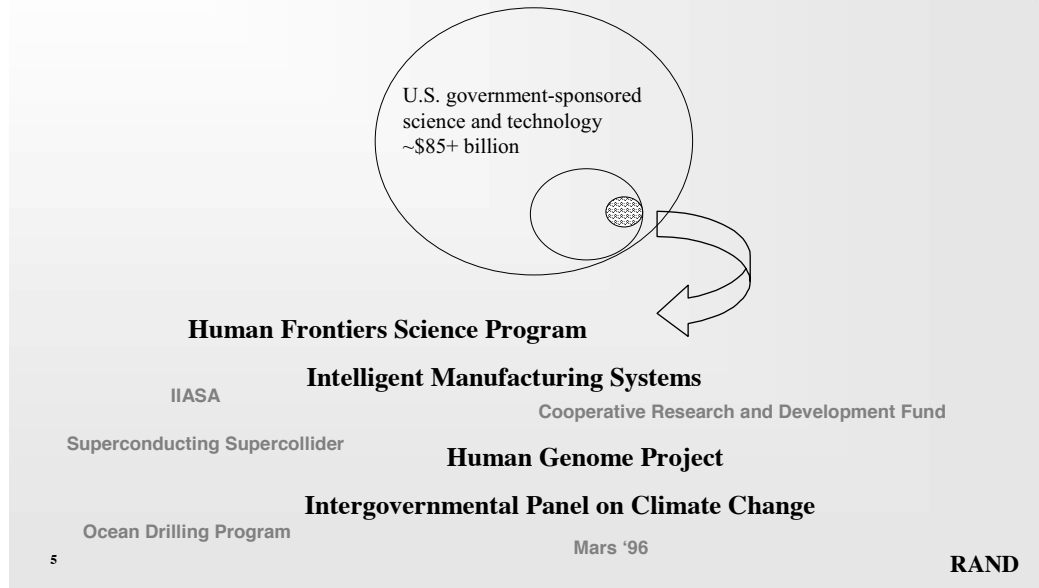 U.S. government-sponsored
science and technology
~$85+ billion
Human Frontiers Science Program
Intelligent Manufacturing Systems
IIASA
Cooperative Research and Development Fund
Superconducting Supercollider
Human Genome Project
Intergovernmental Panel on Climate Change
Ocean Drilling Program
Mars ‘96
5
RAND